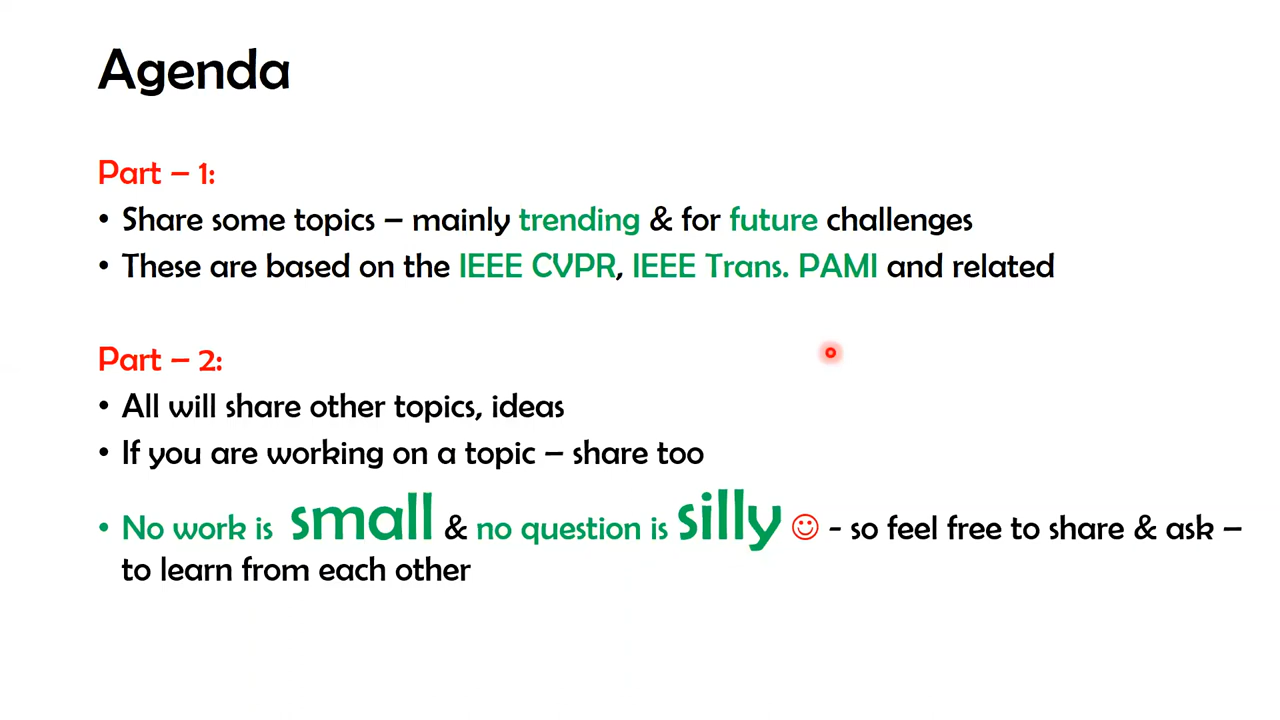 Agenda
Part – 1:
• Share some topics – mainly trending & for future challenges
• These are based on the IEEE CVPR, IEEE Trans. PAMI and related
Part – 2:
• All will share other topics, ideas
• If you are working on a topic – share too
• No work is small & no question is silly ☺ - so feel free to share & ask –
to learn from each other